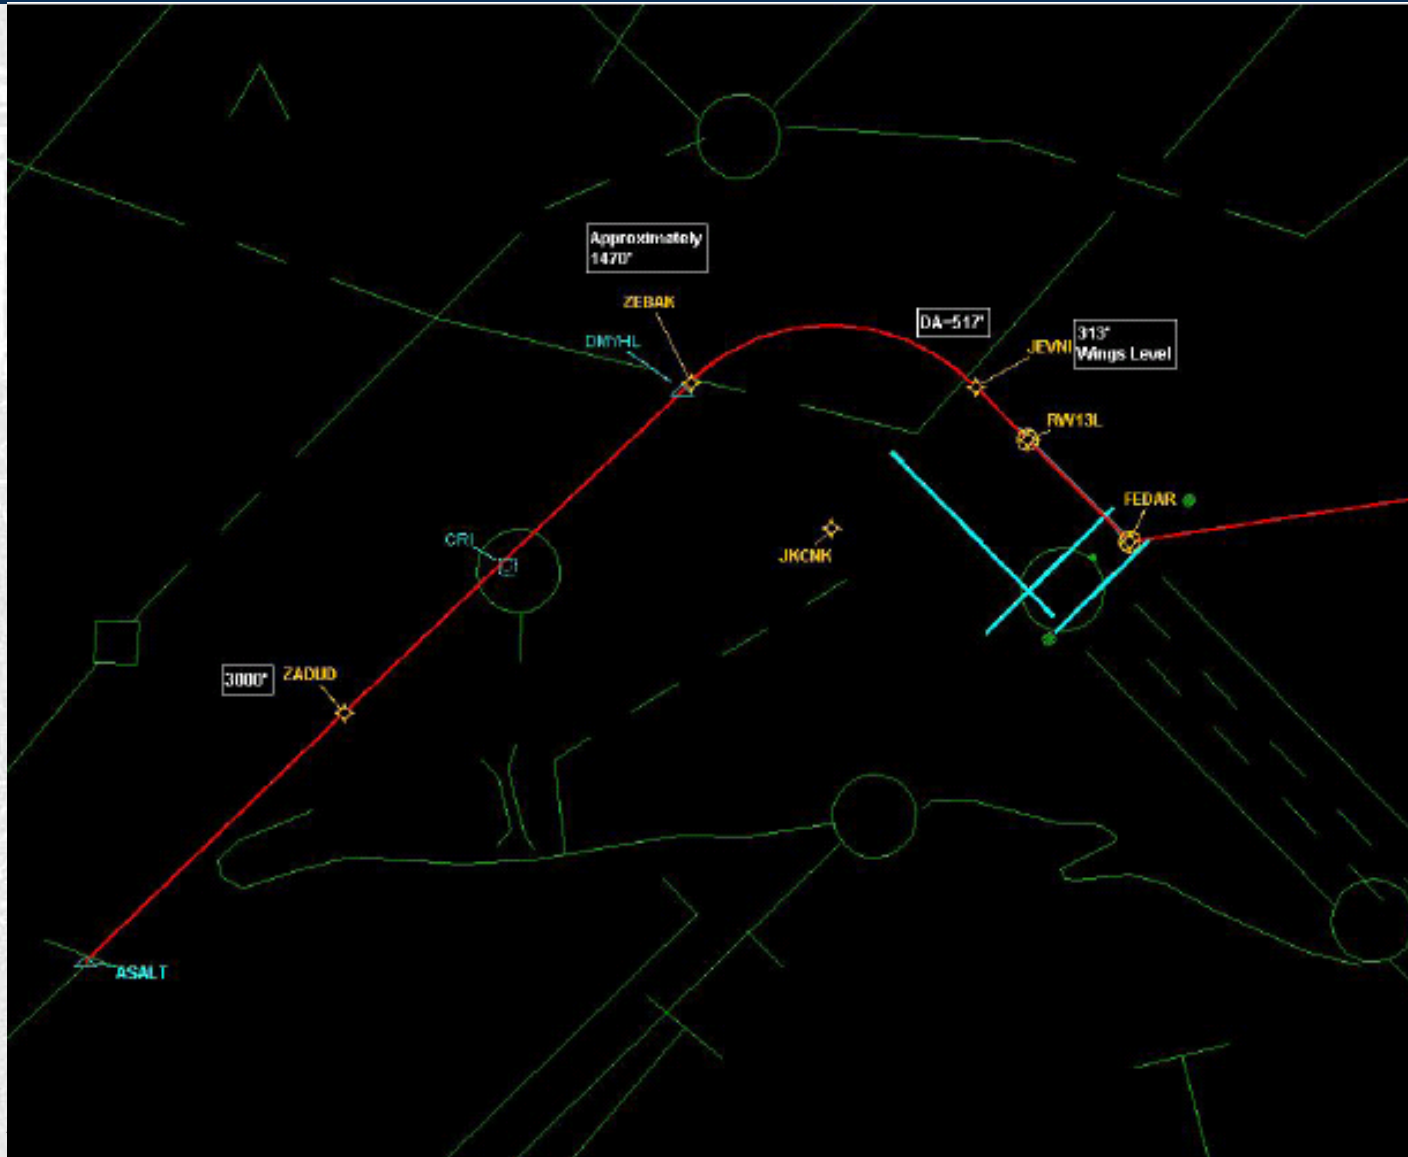 Approximately
1470'
ZEBAK
DMYHL
DA=517'
JEVNI
313'
Wings Level
RW13L
FEDAR
CRI
JKCNK
3000'
ZADUD
ASALT